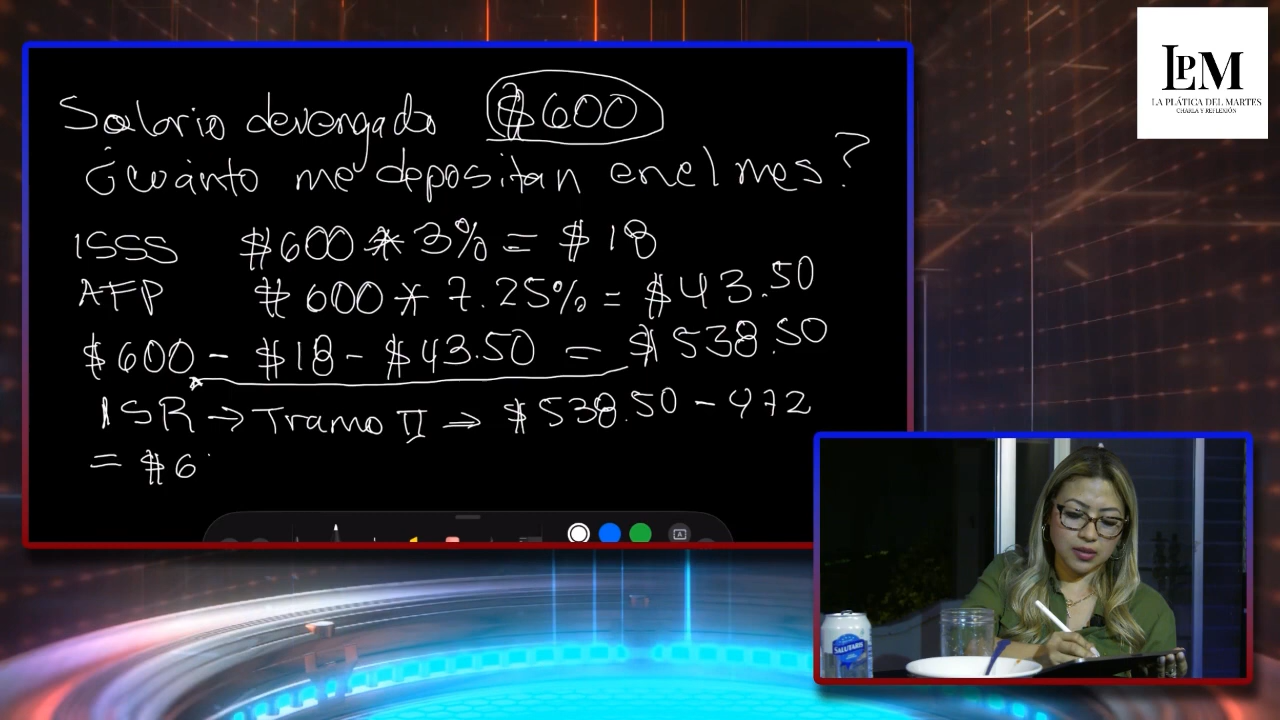 Salario devengado $600
¿cuánto me depositan en el mes?
ISSS $600 * 3% = $18
AFP $600 * 7.25% = $43.50
$600 - $18 - $43.50 = $538.50
ISR → Tramo II → $538.50 - 472
= $6
LPM
LA PLÁTICA DEL MARTES
CHARLA Y REFLEXIÓN
SALUTARIS
A